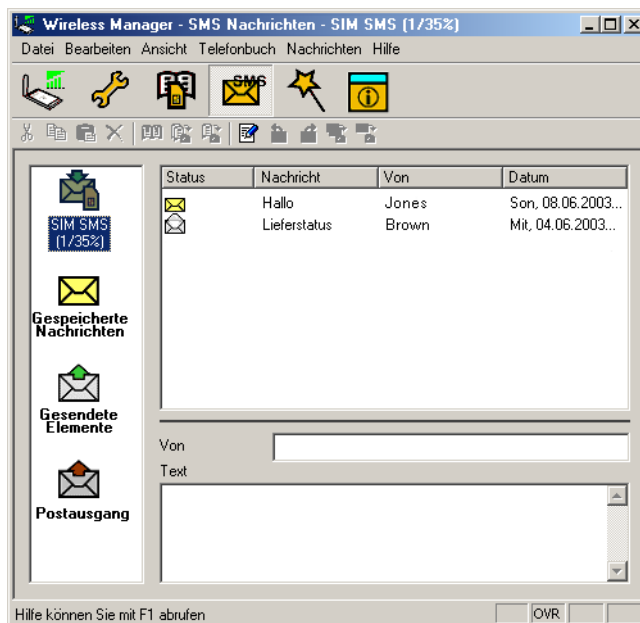 Wireless Manager - SMS Nachrichten - SIM SMS (1/35%)
Datei Bearbeiten Ansicht Telefonbuch Nachrichten Hilfe
SMS
SIM SMS
(1/35%)
Gespeicherte
Nachrichten
Gesendete
Elemente
Postausgang
Status Nachricht Von Datum
Hallo Jones Son, 08.06.2003...
Lieferstatus Brown Mit, 04.06.2003...
Von
Text
Hilfe können Sie mit F1 abrufen OVR